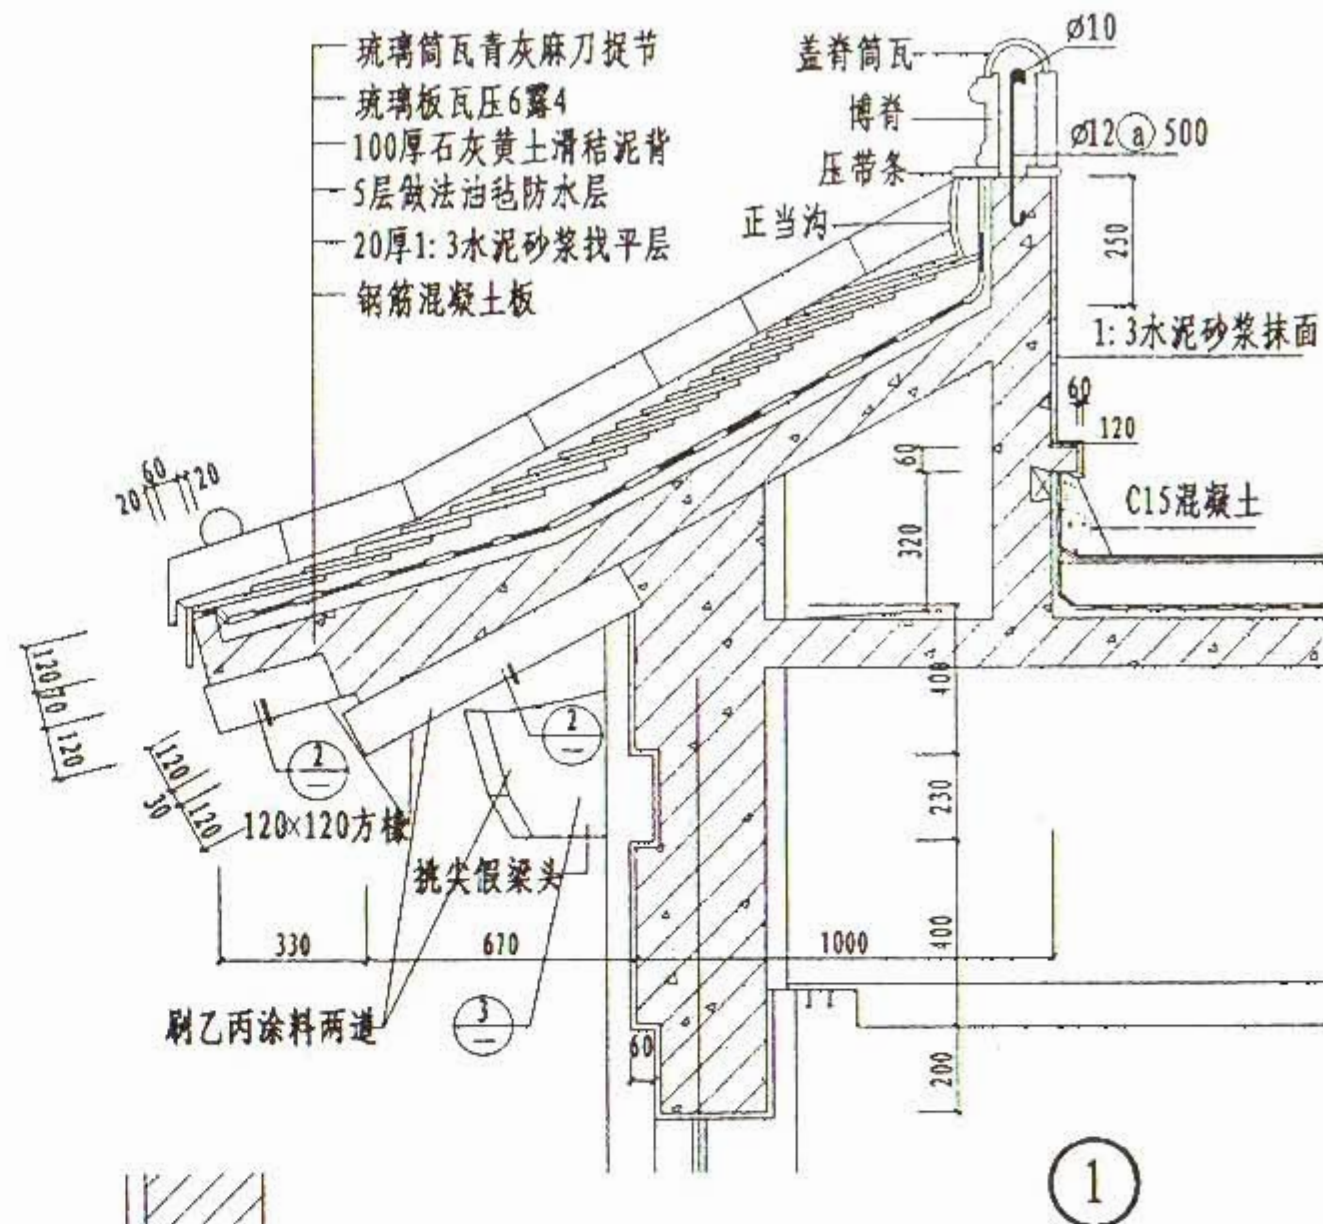 琉璃筒瓦青灰麻刀捉节
琉璃板瓦压6露4
100厚石灰黄土滑秸泥背
5层做法油毡防水层
20厚1:3水泥砂浆找平层
钢筋混凝土板
盖脊筒瓦
博脊
压带条
正当沟
ø10
ø12ⓐ500
250
1:3水泥砂浆抹面
60
120
C15混凝土
60
320
20
60
20
120
70
120
120
30
120
2
2
120×120方椽
挑尖假梁头
400
230
400
200
330
670
1000
刷乙丙涂料两道
3
60
1